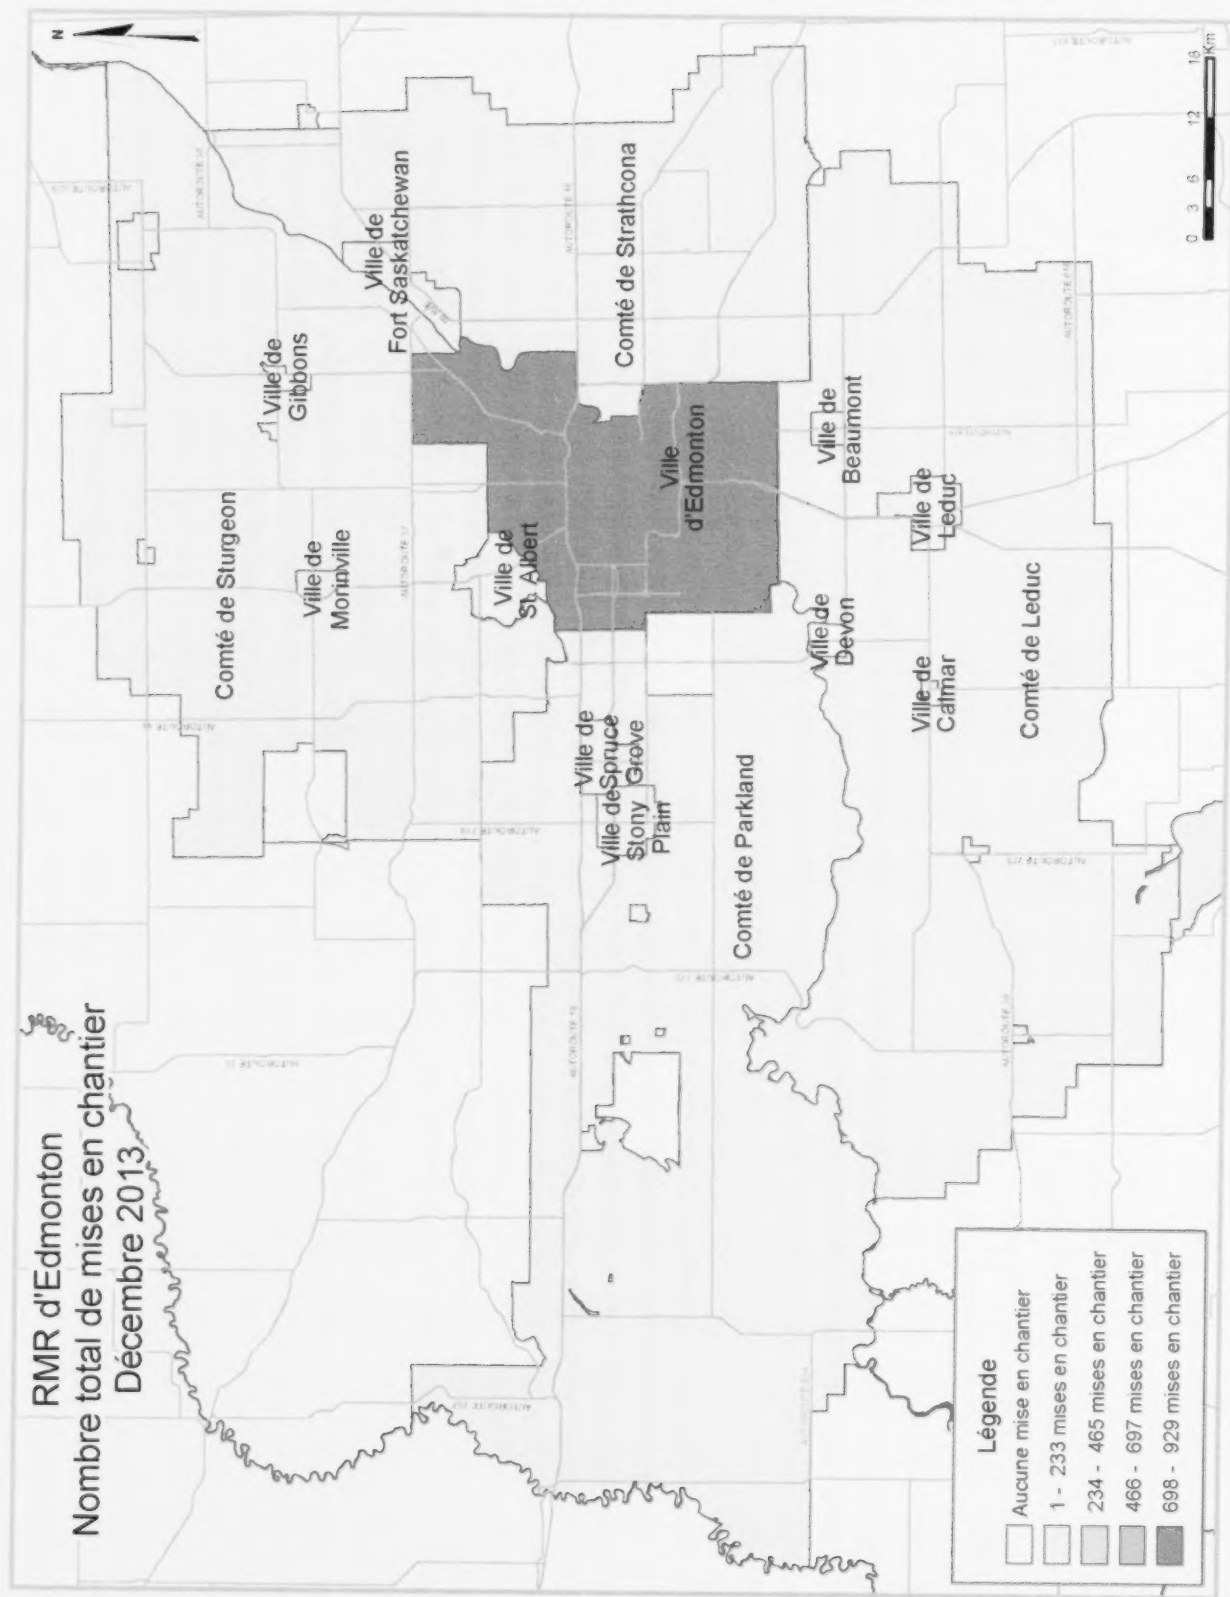 RMR d'Edmonton
Nombre total de mises en chantier
Décembre 2013
N
Comté de Sturgeon
Ville de
Gibbons
Ville de
Morinville
Ville de
Fort Saskatchewan
Ville de
St. Albert
Ville de
Spruce
Grove
Ville de
Stony
Plain
Ville
d'Edmonton
Comté de Strathcona
Comté de Parkland
Ville de
Devon
Ville de
Beaumont
Ville de
Calmar
Ville de
Leduc
Comté de Leduc
Légende
Aucune mise en chantier
1 - 233 mises en chantier
234 - 465 mises en chantier
466 - 697 mises en chantier
698 - 929 mises en chantier
0 3 6 12 18
Km